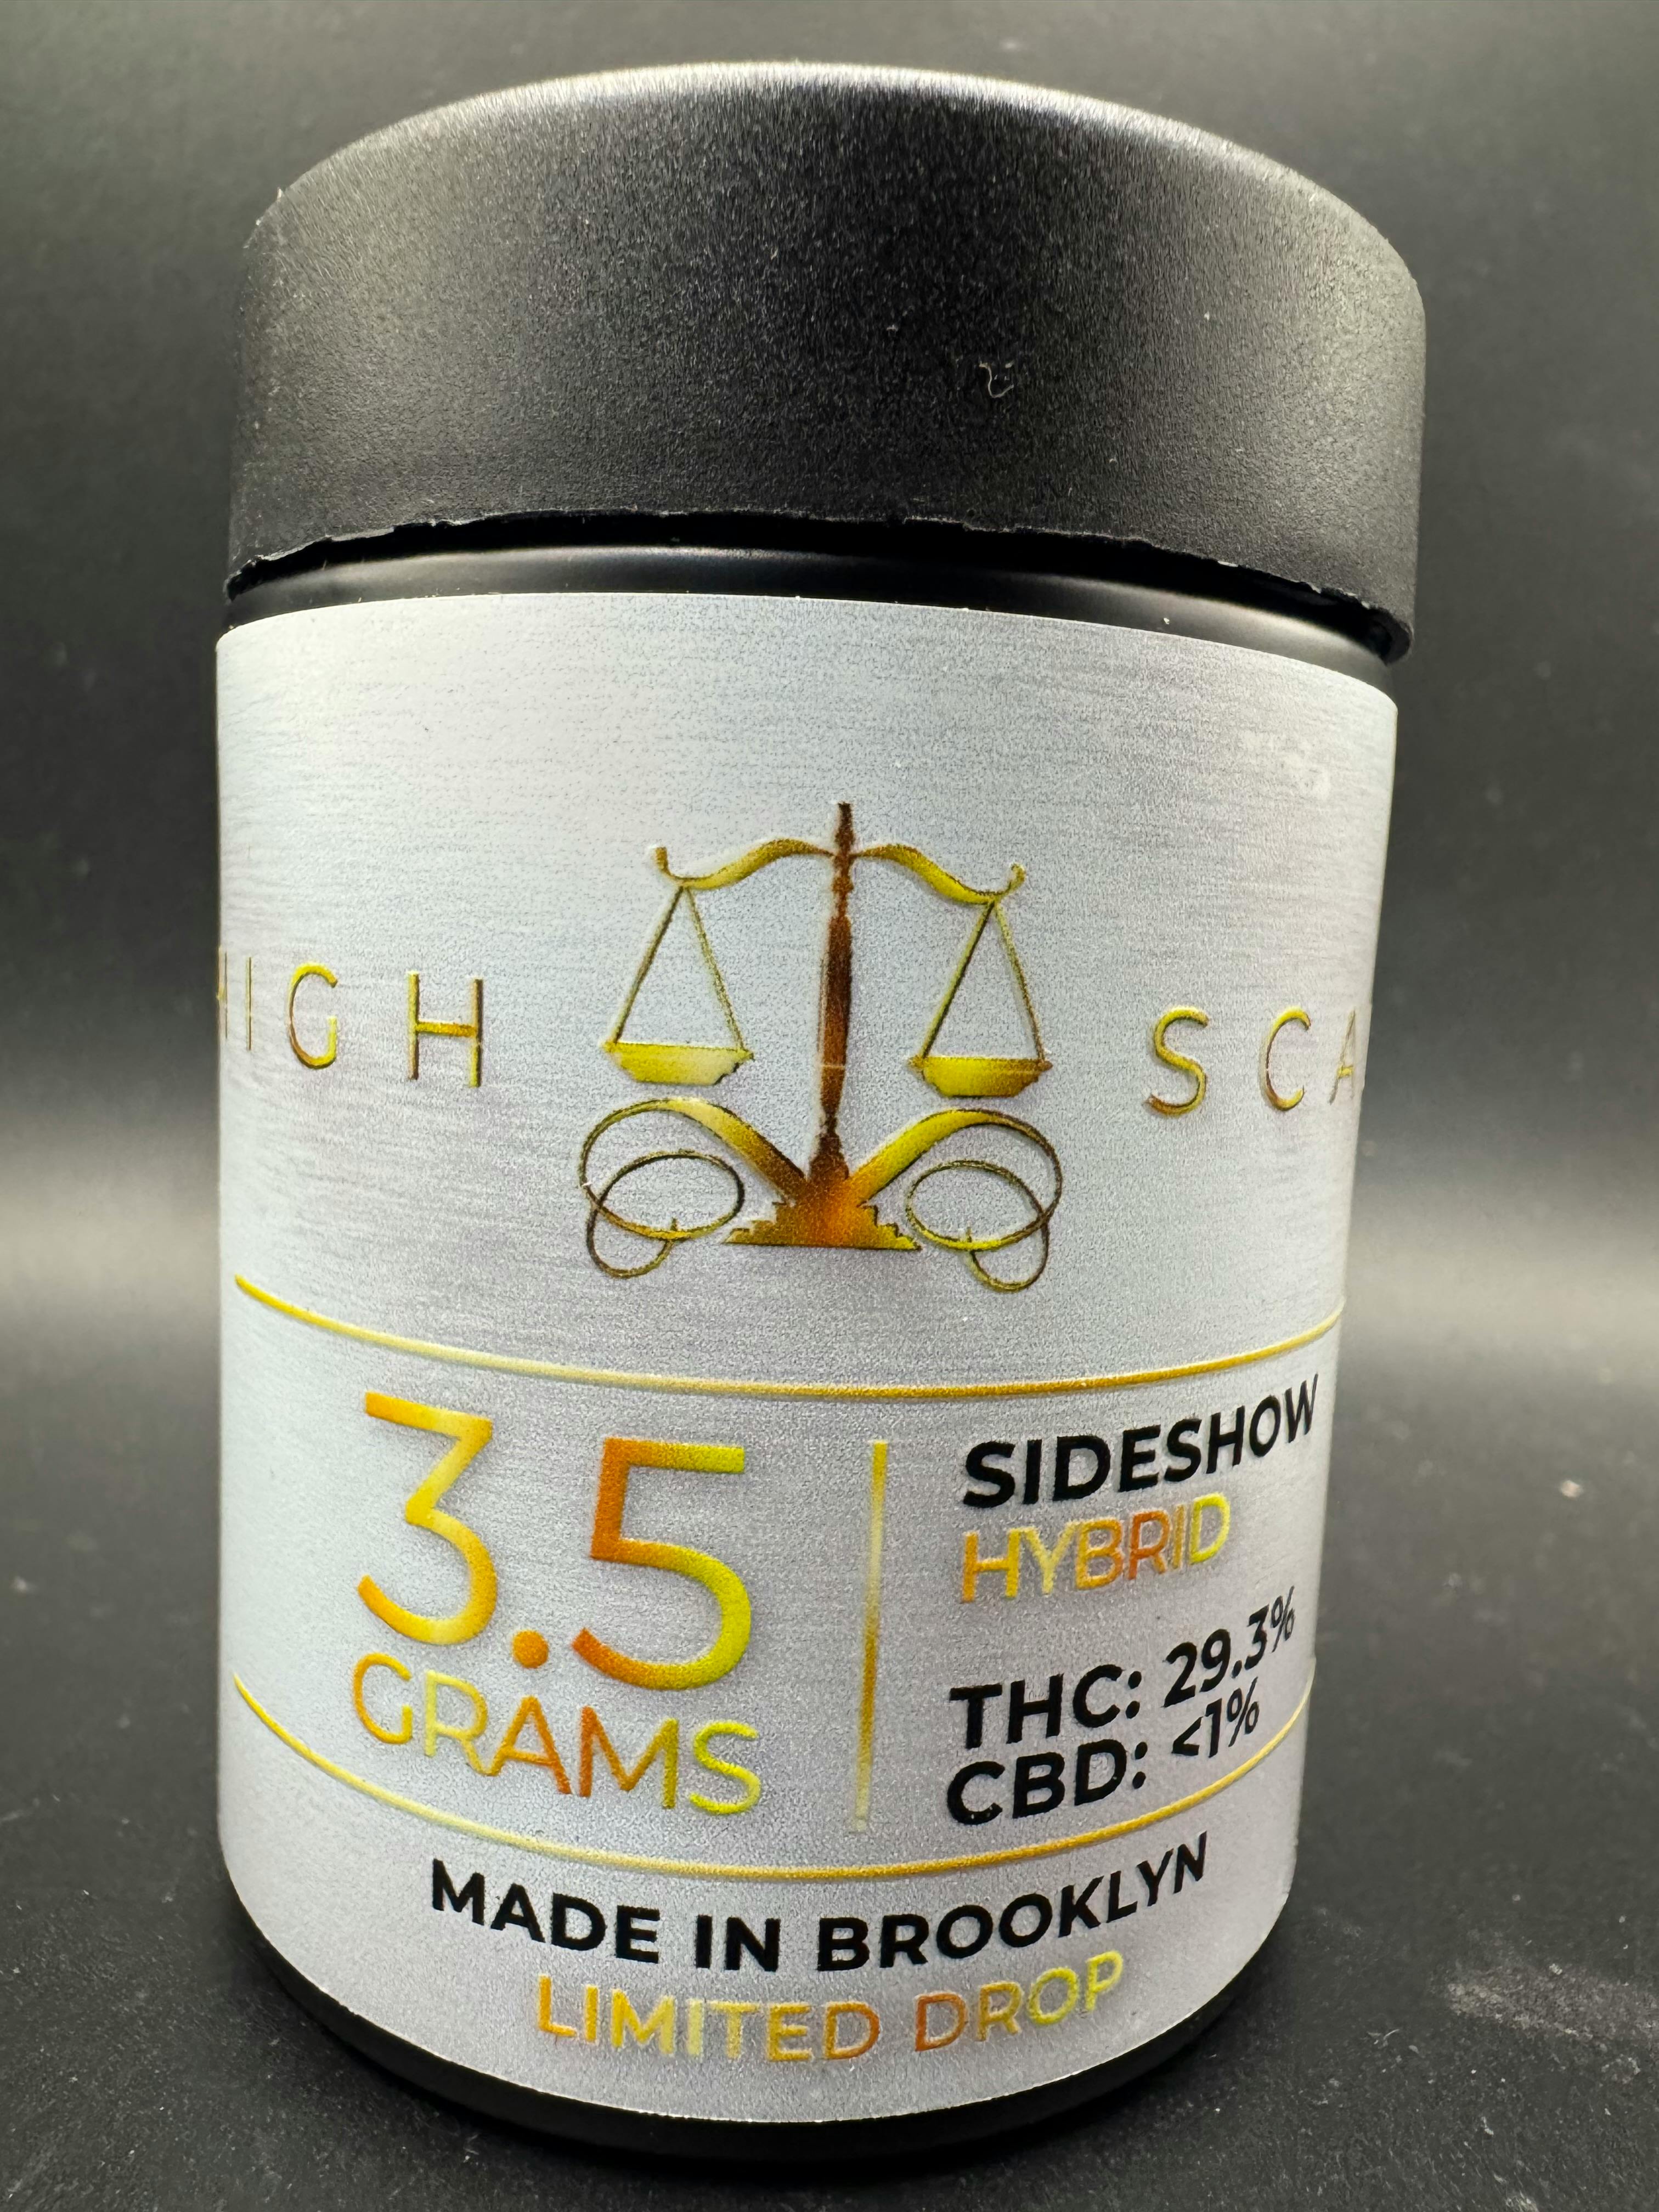 HIGH SCA
3.5
GRAMS
SIDESHOW
HYBRID
THC: 29.3%
CBD: <1%
MADE IN BROOKLYN
LIMITED DROP